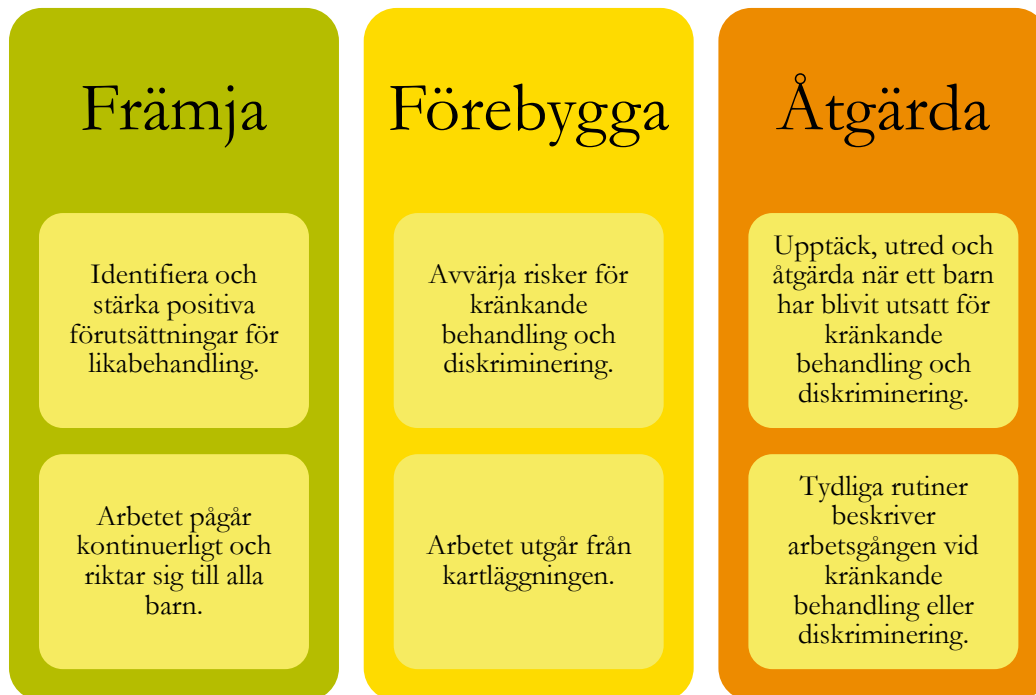 Främja
Identifiera och
stärka positiva
förutsättningar för
likabehandling.
Arbetet pågår
kontinuerligt och
riktar sig till alla
barn.
Förebygga
Avvärja risker för
kränkande
behandling och
diskriminering.
Arbetet utgår från
kartläggningen.
Åtgärda
Upptäck, utred och
åtgärda när ett barn
har blivit utsatt för
kränkande
behandling och
diskriminering.
Tydliga rutiner
beskriver
arbetsgången vid
kränkande
behandling eller
diskriminering.